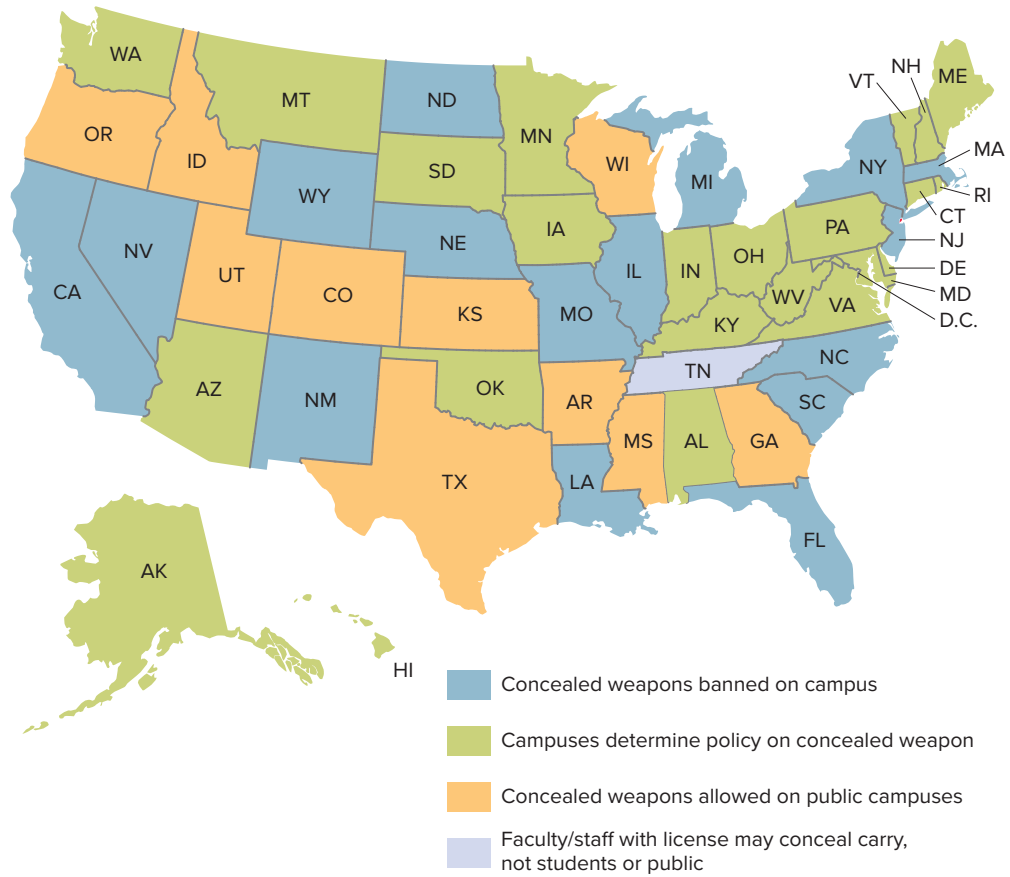 WA
MT
ND
MN
VT
NH
ME
OR
ID
SD
WI
MI
NY
MA
WY
RI
CT
NV
NE
IA
PA
NJ
UT
IL
IN
OH
DE
CA
CO
KS
MO
WV
VA
MD
KY
D.C.
AZ
NM
OK
AR
TN
NC
SC
MS
AL
GA
TX
LA
FL
AK
HI
Concealed weapons banned on campus
Campuses determine policy on concealed weapon
Concealed weapons allowed on public campuses
Faculty/staff with license may conceal carry,
not students or public